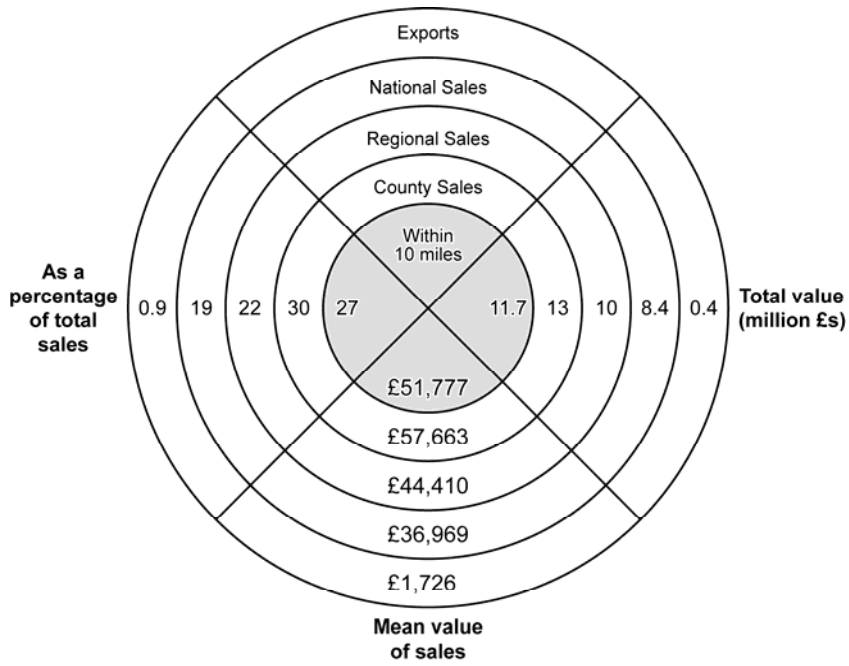 Exports
National Sales
Regional Sales
County Sales
Within
10 miles
As a
percentage
of total
sales
0.9 19 22 30 27 11.7 13 10 8.4 0.4
Total value
(million £s)
£51,777
£57,663
£44,410
£36,969
£1,726
Mean value
of sales